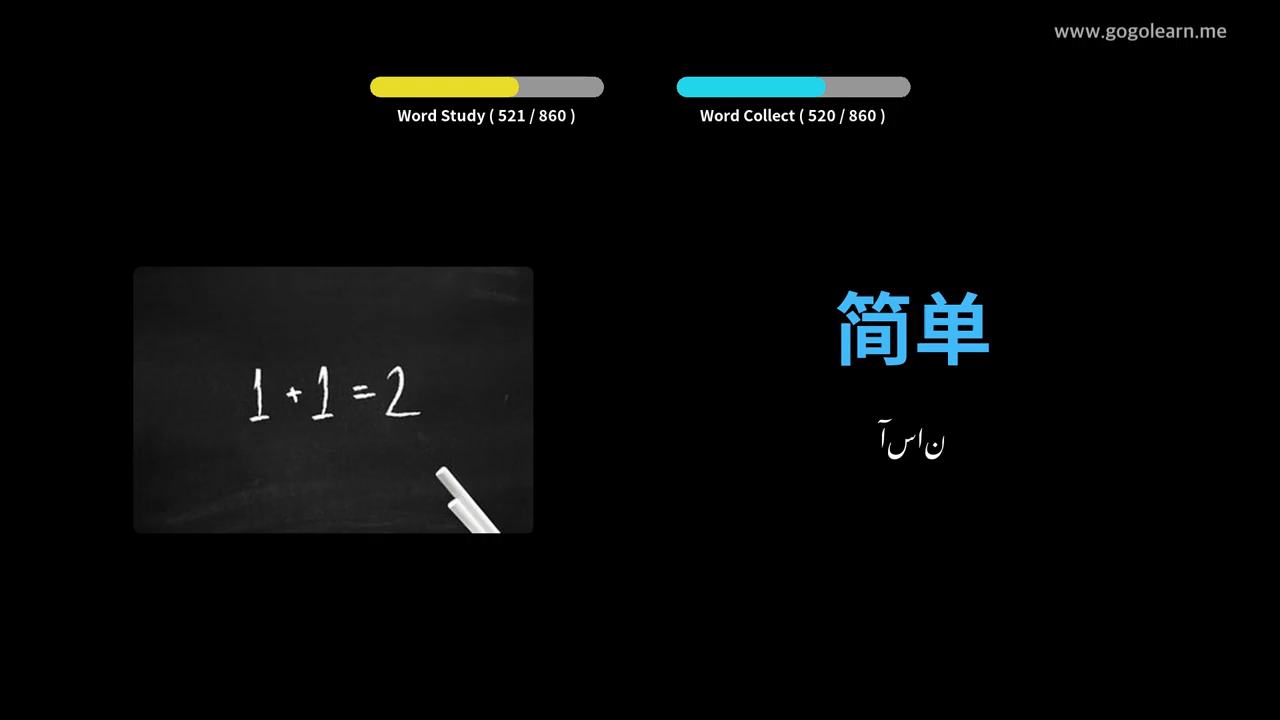 www.gogolearn.me
Word Study ( 521 / 860 )
Word Collect ( 520 / 860 )
1 + 1 = 2
简单
آسان